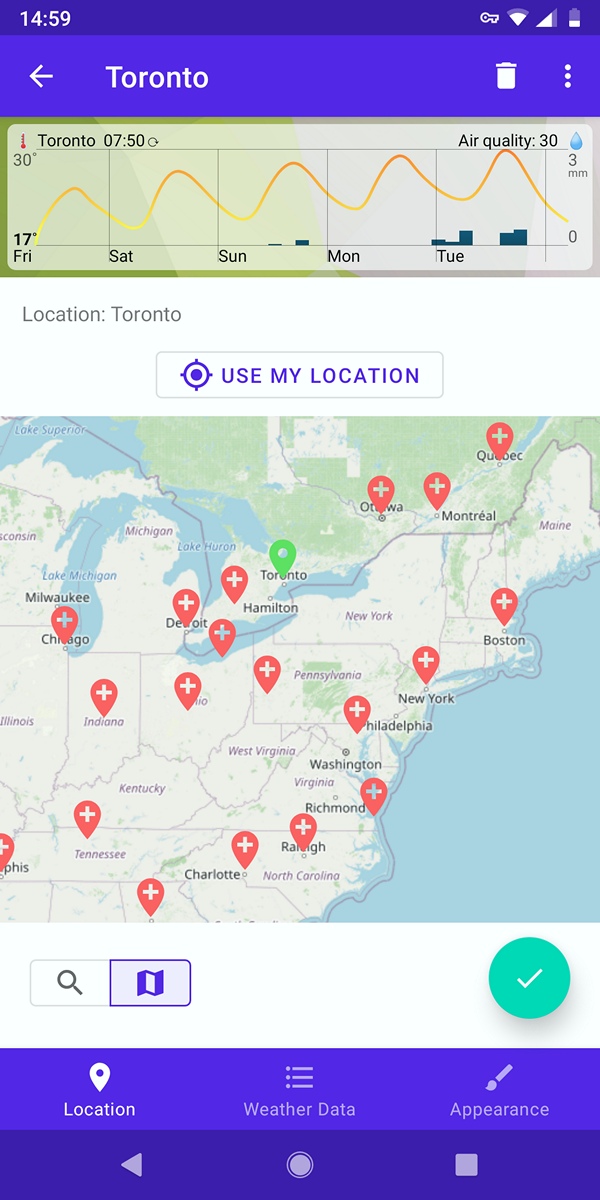 14:59
Toronto
Toronto 07:50
Air quality: 30
30°
3
mm
17°
0
Fri
Sat
Sun
Mon
Tue
Location: Toronto
USE MY LOCATION
Lake Superior
Quebec
Ottawa
Montréal
Maine
sconsin
Michigan
Lake Huron
Lake Michigan
Toronto
Milwaukee
Hamilton
Detroit
New York
Chicago
Boston
Pennsylvania
New York
Illinois
Indiana
io
Philadelphia
West Virginia
Washington
Virginia
Kentucky
Richmond
Tennessee
Raleigh
phis
Charlotte
North Carolina
Location
Weather Data
Appearance